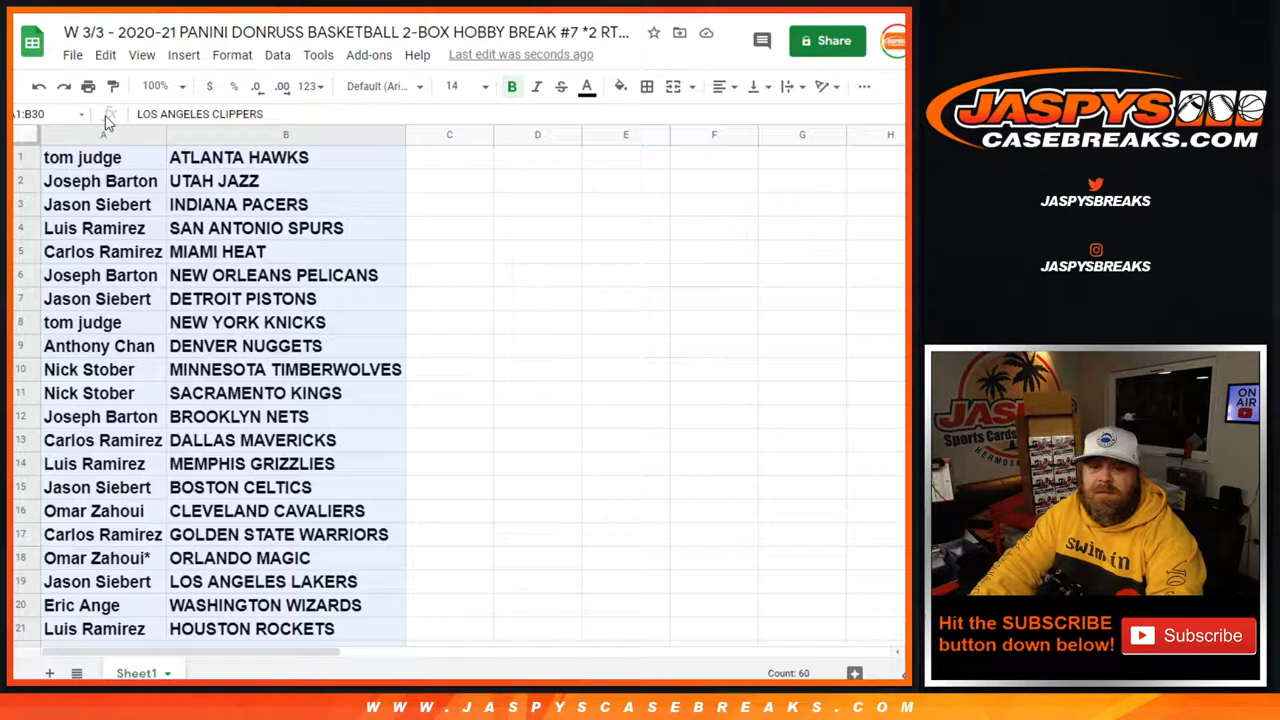 W 3/3 - 2020-21 PANINI DONRUSS BASKETBALL 2-BOX HOBBY BREAK #7 *2 RT...
File Edit View Insert Format Data Tools Add-ons Help Last edit was seconds ago
Share
100% $ % .0 .00 123 Default (Ari... 14 B I S A
A1:B30 fx LOS ANGELES CLIPPERS
A B C D E F G H
1 tom judge ATLANTA HAWKS
2 Joseph Barton UTAH JAZZ
3 Jason Siebert INDIANA PACERS
4 Luis Ramirez SAN ANTONIO SPURS
5 Carlos Ramirez MIAMI HEAT
6 Joseph Barton NEW ORLEANS PELICANS
7 Jason Siebert DETROIT PISTONS
8 tom judge NEW YORK KNICKS
9 Anthony Chan DENVER NUGGETS
10 Nick Stober MINNESOTA TIMBERWOLVES
11 Nick Stober SACRAMENTO KINGS
12 Joseph Barton BROOKLYN NETS
13 Carlos Ramirez DALLAS MAVERICKS
14 Luis Ramirez MEMPHIS GRIZZLIES
15 Jason Siebert BOSTON CELTICS
16 Omar Zahoui CLEVELAND CAVALIERS
17 Carlos Ramirez GOLDEN STATE WARRIORS
18 Omar Zahoui* ORLANDO MAGIC
19 Jason Siebert LOS ANGELES LAKERS
20 Eric Ange WASHINGTON WIZARDS
21 Luis Ramirez HOUSTON ROCKETS
Sheet1 Count: 60
JASPYS
CASEBREAKS.COM
JASPYSBREAKS
JASPYSBREAKS
JASP
Sports Cards
HERMOS
ON
AIR
swim in
Hit the SUBSCRIBE
button down below!
Subscribe
WWW.JASPYSCASEBREAKS.COM